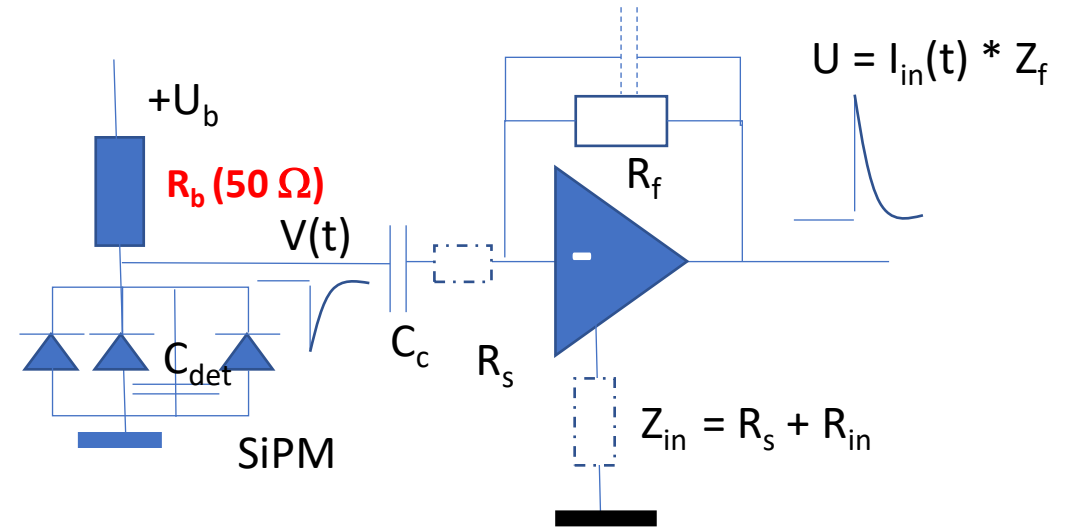 U = I_in(t) * Z_f
+U_b
R_b (50 Ω)
R_f
V(t)
-
C_c
R_s
C_det
SiPM
Z_in = R_s + R_in